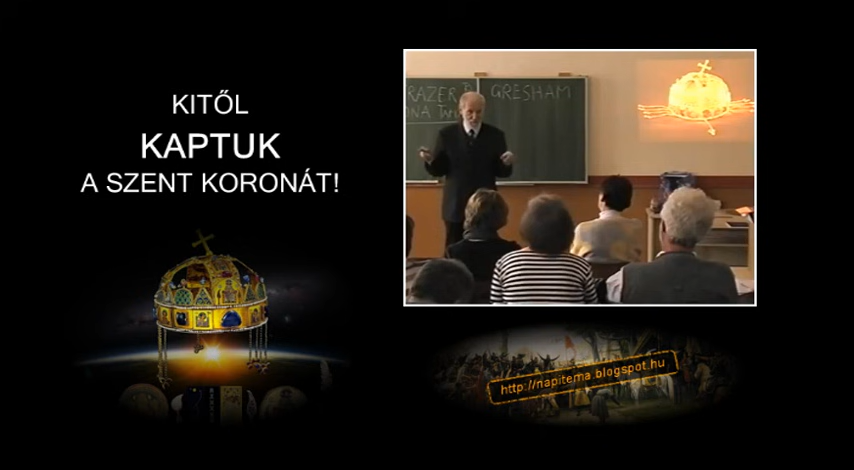 KITŐL
KAPTUK
A SZENT KORONÁT!
GRESHAM
http://napitema.blogspot.hu